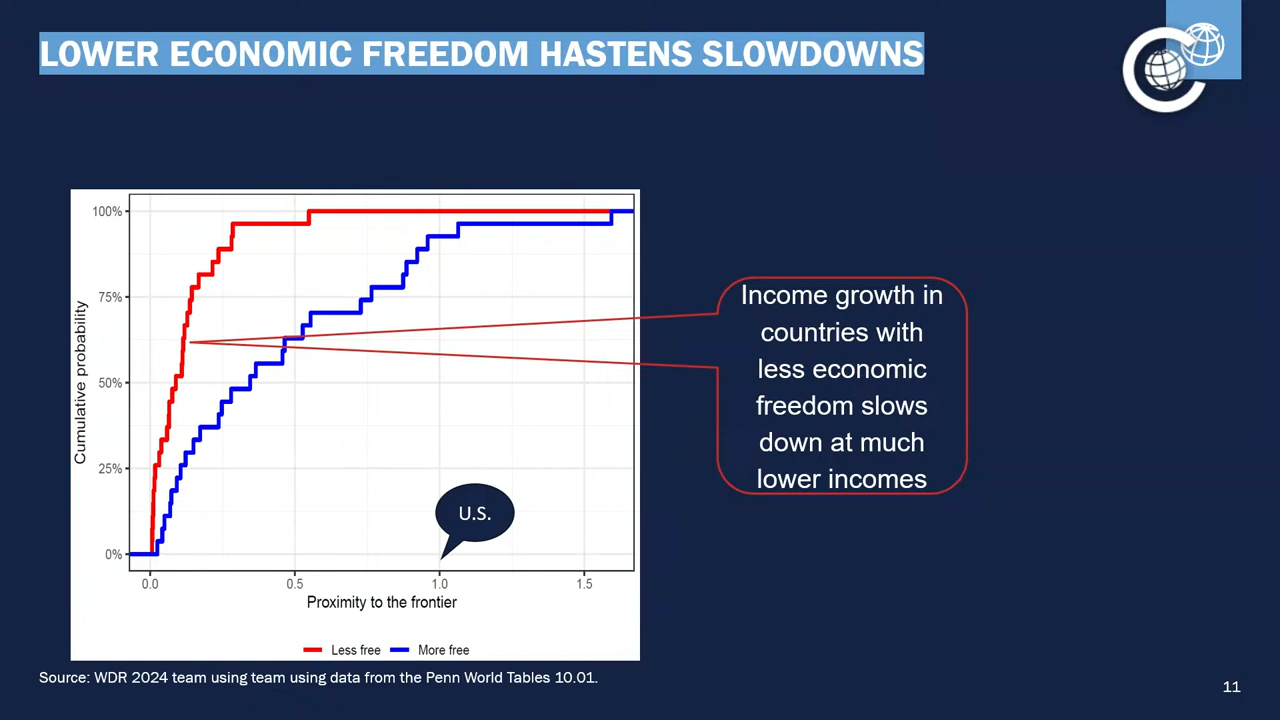 LOWER ECONOMIC FREEDOM HASTENS SLOWDOWNS
100%
75%
50%
25%
0%
Cumulative probability
U.S.
0.0 0.5 1.0 1.5
Proximity to the frontier
Less free More free
Income growth in
countries with
less economic
freedom slows
down at much
lower incomes
Source: WDR 2024 team using team using data from the Penn World Tables 10.01.
11